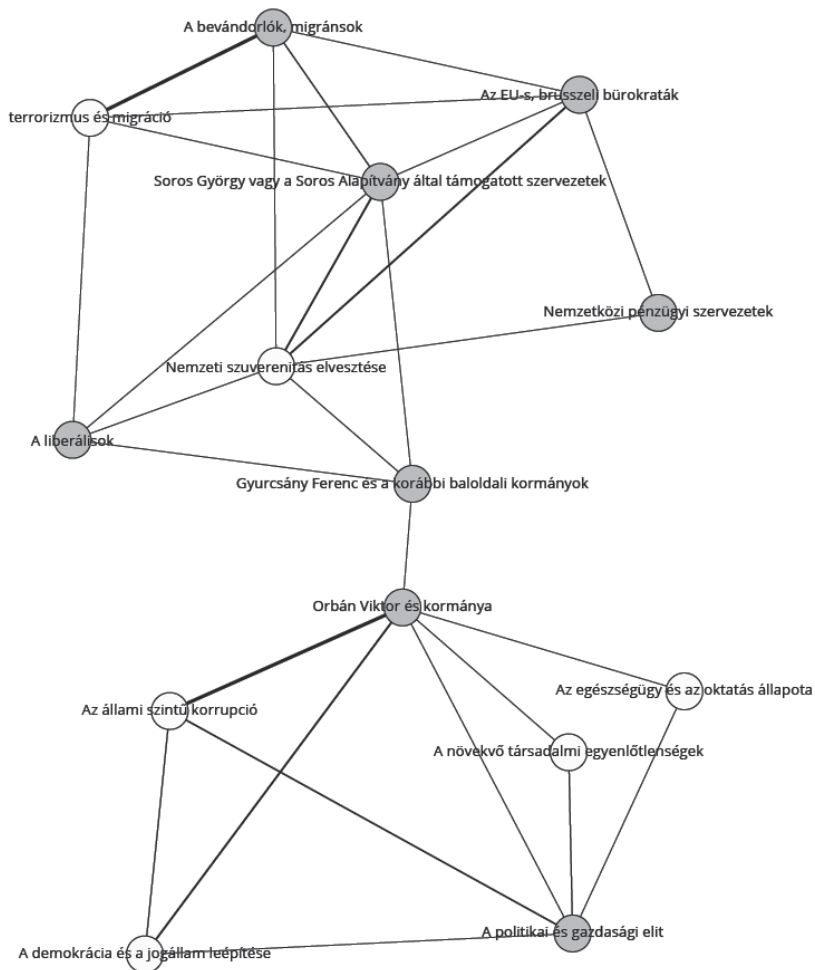 A bevándorlók, migránsok
Az EU-s, brüsszeli bürokraták
terrorizmus és migráció
Soros György vagy a Soros Alapítvány által támogatott szervezetek
Nemzetközi pénzügyi szervezetek
Nemzeti szuverenitás elvesztése
A liberálisok
Gyurcsány Ferenc és a korábbi baloldali kormányok
Orbán Viktor és kormánya
Az egészségügy és az oktatás állapota
Az állami szintű korrupció
A növekvő társadalmi egyenlőtlenségek
A politikai és gazdasági elit
A demokrácia és a jogállam leépítése